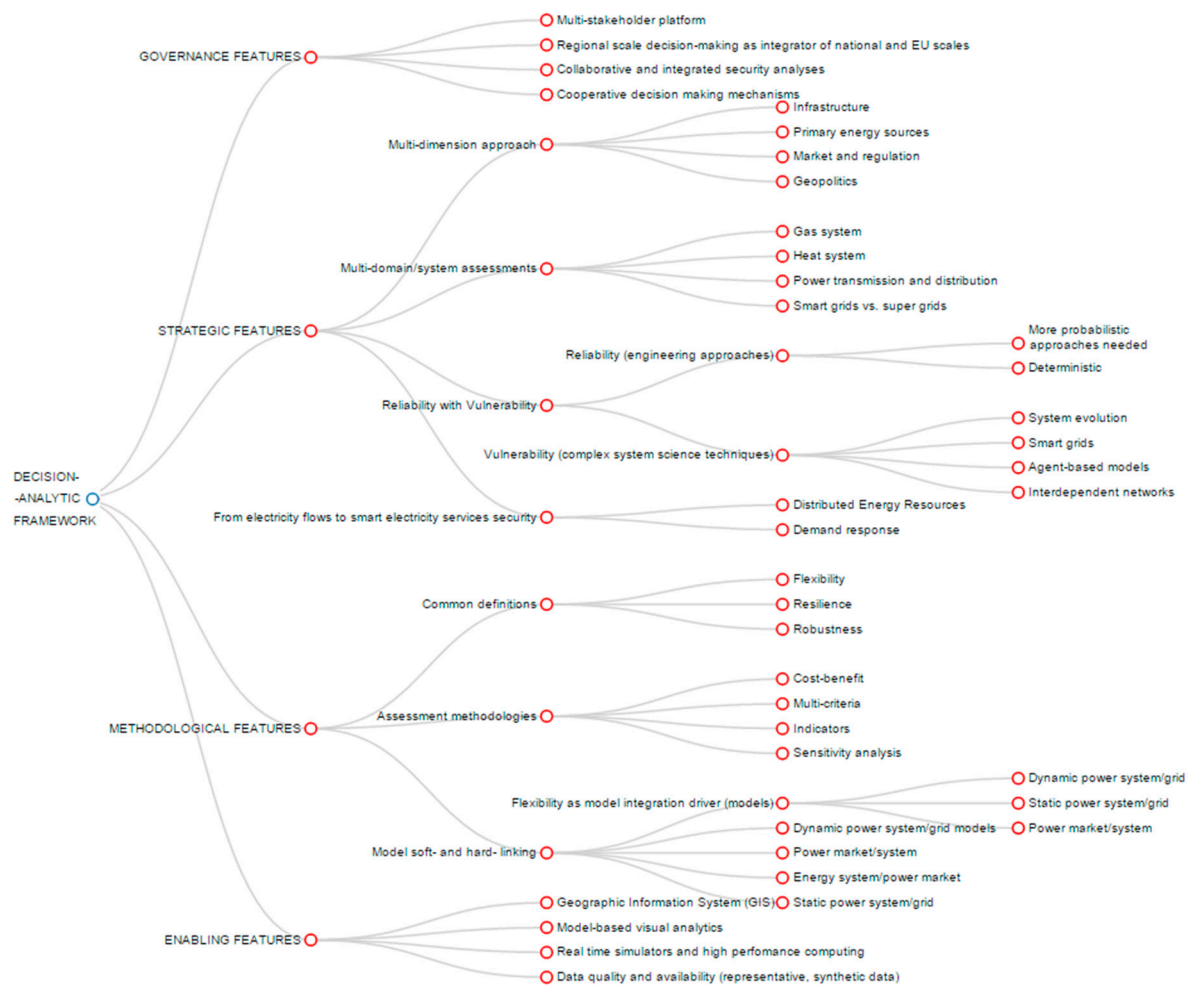 DECISION-
-ANALYTIC
FRAMEWORK
GOVERNANCE FEATURES
Multi-stakeholder platform
Regional scale decision-making as integrator of national and EU scales
Collaborative and integrated security analyses
Cooperative decision making mechanisms
STRATEGIC FEATURES
Multi-dimension approach
Infrastructure
Primary energy sources
Market and regulation
Geopolitics
Multi-domain/system assessments
Gas system
Heat system
Power transmission and distribution
Smart grids vs. super grids
Reliability with Vulnerability
Reliability (engineering approaches)
More probabilistic
approaches needed
Deterministic
Vulnerability (complex system science techniques)
System evolution
Smart grids
Agent-based models
Interdependent networks
From electricity flows to smart electricity services security
Distributed Energy Resources
Demand response
METHODOLOGICAL FEATURES
Common definitions
Flexibility
Resilience
Robustness
Assessment methodologies
Cost-benefit
Multi-criteria
Indicators
Sensitivity analysis
Model soft- and hard- linking
Flexibility as model integration driver (models)
Dynamic power system/grid
Static power system/grid
Power market/system
Dynamic power system/grid models
Power market/system
Energy system/power market
Static power system/grid
ENABLING FEATURES
Geographic Information System (GIS)
Model-based visual analytics
Real time simulators and high perfomance computing
Data quality and availability (representative, synthetic data)